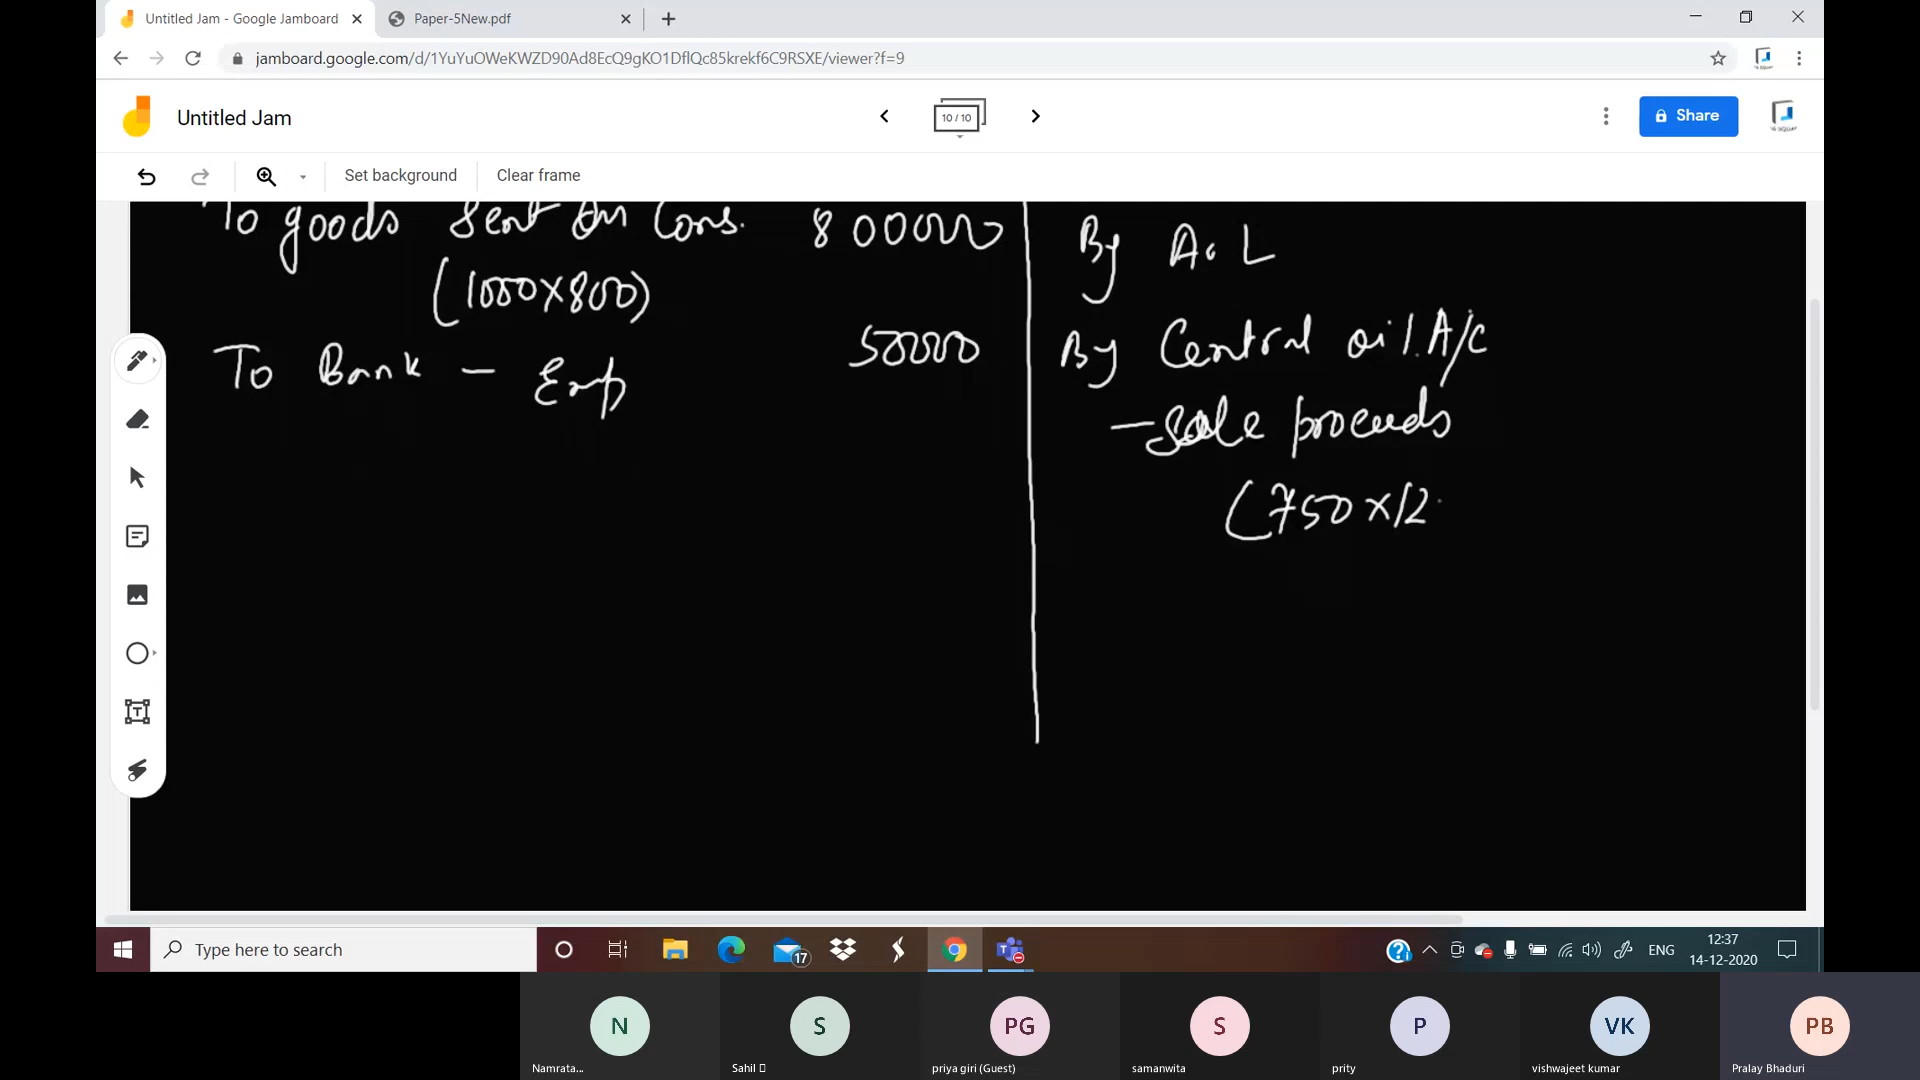 Untitled Jam - Google Jamboard
Paper-5New.pdf
jamboard.google.com/d/1YuYuOWeKWZD90Ad8EcQ9gKO1DflQc85krekf6C9RSXE/viewer?f=9
Untitled Jam
10 / 10
Share
Set background
Clear frame
To goods sent on Cons. 800000
(1000x800)
To Bank - Exp 50000
By A.L
By Central oil. A/c
- sale proceeds
(750 x 12
Type here to search
17
ENG
12:37
14-12-2020
N
S
PG
S
P
VK
PB
Namrata...
Sahil
priya giri (Guest)
samanwita
prity
vishwajeet kumar
Pralay Bhaduri